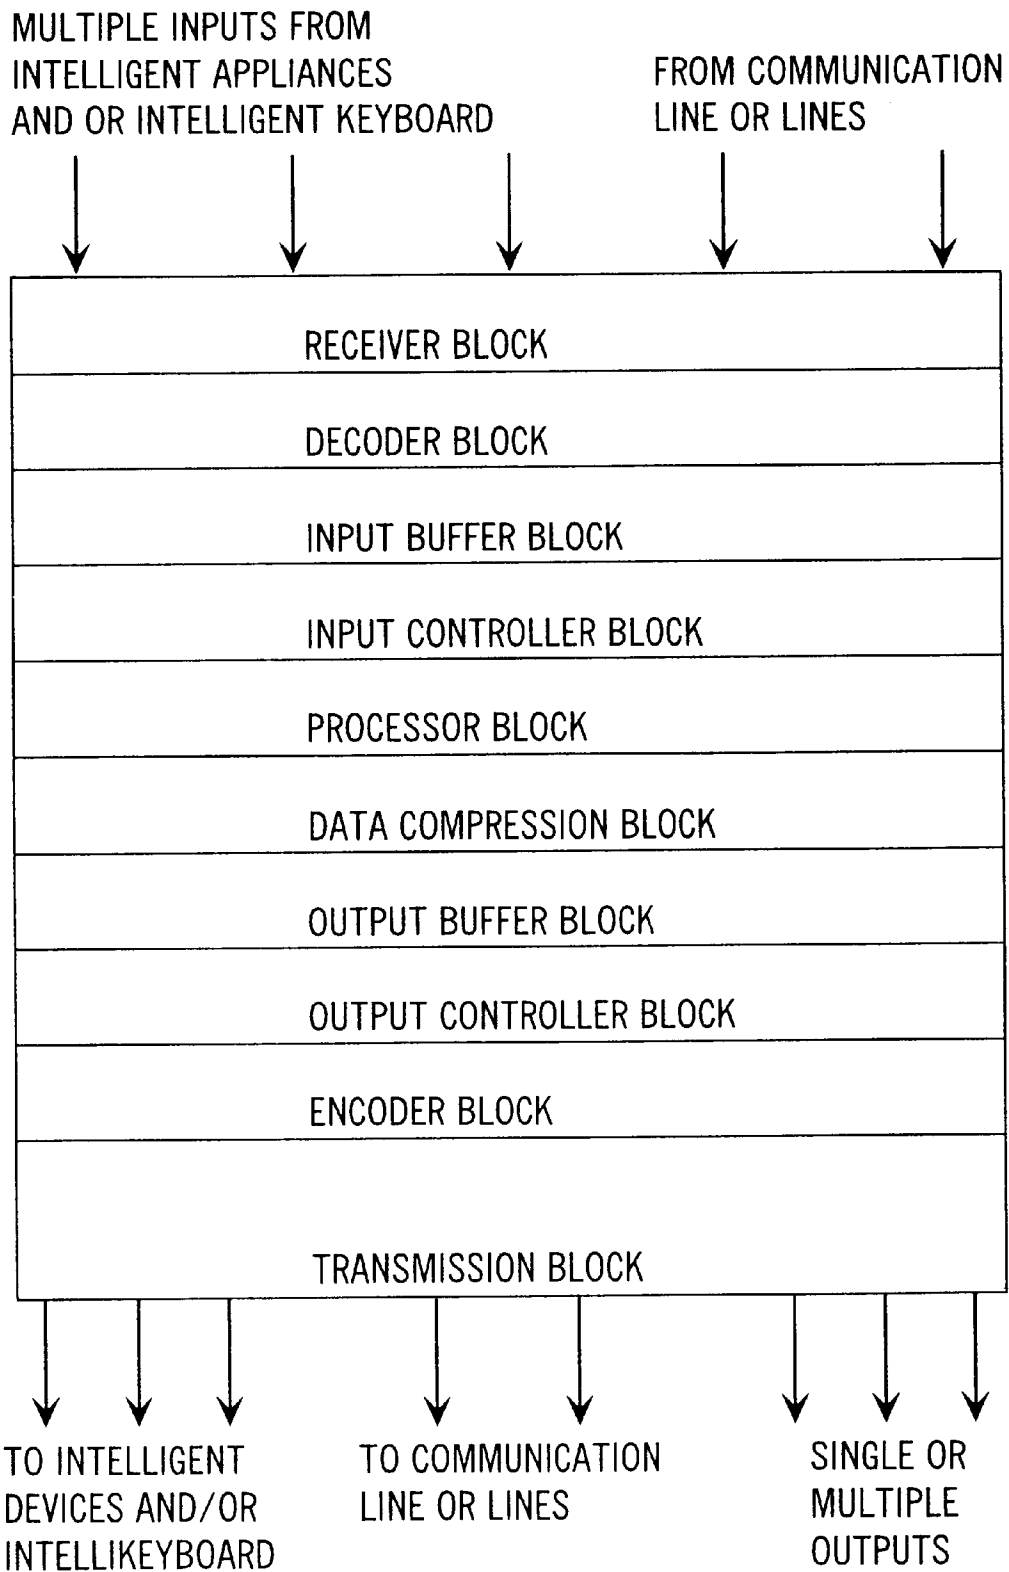 MULTIPLE INPUTS FROM
INTELLIGENT APPLIANCES
AND OR INTELLIGENT KEYBOARD
FROM COMMUNICATION
LINE OR LINES
RECEIVER BLOCK
DECODER BLOCK
INPUT BUFFER BLOCK
INPUT CONTROLLER BLOCK
PROCESSOR BLOCK
DATA COMPRESSION BLOCK
OUTPUT BUFFER BLOCK
OUTPUT CONTROLLER BLOCK
ENCODER BLOCK
TRANSMISSION BLOCK
TO INTELLIGENT
DEVICES AND/OR
INTELLIKEYBOARD
TO COMMUNICATION
LINE OR LINES
SINGLE OR
MULTIPLE
OUTPUTS